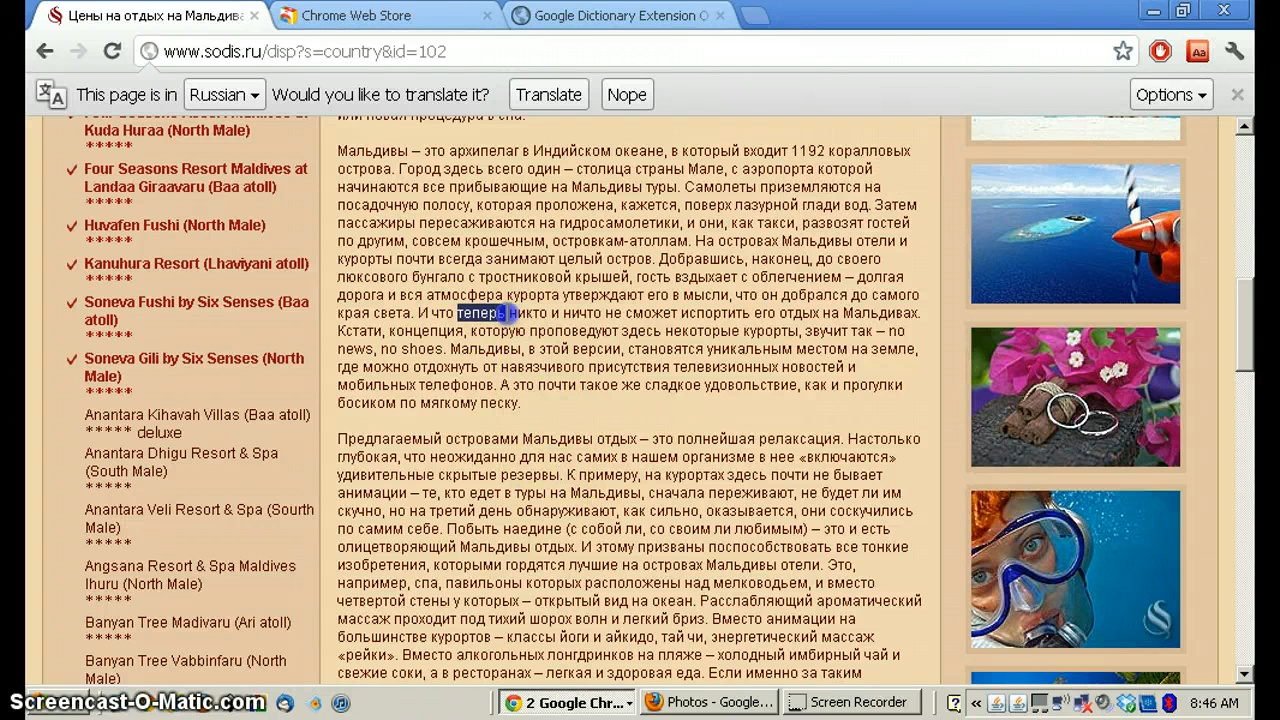 Цены на отдых на Мальдива
Chrome Web Store
Google Dictionary Extension O
www.sodis.ru/disp?s=country&id=102
Aa
This page is in
Russian
Would you like to translate it?
Translate
Nope
Options
Kuda Huraa (North Male)
*****
Four Seasons Resort Maldives at
Landaa Giraavaru (Baa atoll)
*****
Huvafen Fushi (North Male)
*****
Kanuhura Resort (Lhaviyani atoll)
*****
Soneva Fushi by Six Senses (Baa
atoll)
*****
Soneva Gili by Six Senses (North
Male)
*****
Anantara Kihavah Villas (Baa atoll)
***** deluxe
Anantara Dhigu Resort & Spa
(South Male)
*****
Anantara Veli Resort & Spa (Sourth
Male)
*****
Angsana Resort & Spa Maldives
Ihuru (North Male)
*****
Banyan Tree Madivaru (Ari atoll)
*****
Banyan Tree Vabbinfaru (North
Male)
или новая процедура в спа.
Мальдивы – это архипелаг в Индийском океане, в который входит 1192 коралловых
острова. Город здесь всего один – столица страны Мале, с аэропорта которой
начинаются все прибывающие на Мальдивы туры. Самолеты приземляются на
посадочную полосу, которая проложена, кажется, поверх лазурной глади вод. Затем
пассажиры пересаживаются на гидросамолетики, и они, как такси, развозят гостей
по другим, совсем крошечным, островкам-атоллам. На островах Мальдивы отели и
курорты почти всегда занимают целый остров. Добравшись, наконец, до своего
люксового бунгало с тростниковой крышей, гость вздыхает с облегчением – долгая
дорога и вся атмосфера курорта утверждают его в мысли, что он добрался до самого
края света. И что теперь никто и ничто не сможет испортить его отдых на Мальдивах.
Кстати, концепция, которую проповедуют здесь некоторые курорты, звучит так – no
news, no shoes. Мальдивы, в этой версии, становятся уникальным местом на земле,
где можно отдохнуть от навязчивого присутствия телевизионных новостей и
мобильных телефонов. А это почти такое же сладкое удовольствие, как и прогулки
босиком по мягкому песку.
Предлагаемый островами Мальдивы отдых – это полнейшая релаксация. Настолько
глубокая, что неожиданно для нас самих в нашем организме в нее «включаются»
удивительные скрытые резервы. К примеру, на курортах здесь почти не бывает
анимации – те, кто едет в туры на Мальдивы, сначала переживают, не будет ли им
скучно, но на третий день обнаруживают, как сильно, оказывается, они соскучились
по самим себе. Побыть наедине (с собой ли, со своим ли любимым) – это и есть
олицетворяющий Мальдивы отдых. И этому призваны поспособствовать все тонкие
изобретения, которыми гордятся лучшие на островах Мальдивы отели. Это,
например, спа, павильоны которых расположены над мелководьем, и вместо
четвертой стены у которых – открытый вид на океан. Расслабляющий ароматический
массаж проходит под тихий шорох волн и легкий бриз. Вместо анимации на
большинстве курортов – классы йоги и айкидо, тай чи, энергетический массаж
«рейки». Вместо алкогольных лонгдринков на пляже – холодный имбирный чай и
свежие соки, а в ресторанах – легкая и здоровая еда. Если именно за таким
Screencast-O-Matic.com
2 Google Chr...
Photos - Google...
Screen Recorder
8:46 AM